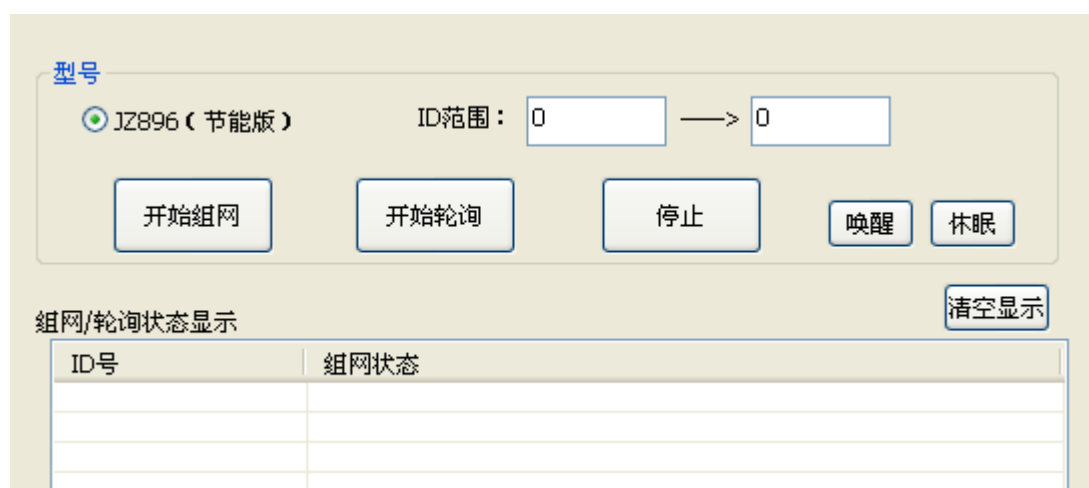 型号
JZ896（节能版） ID范围： 0 ——> 0
开始组网 开始轮询 停止 唤醒 休眠
清空显示
组网/轮询状态显示
ID号 组网状态